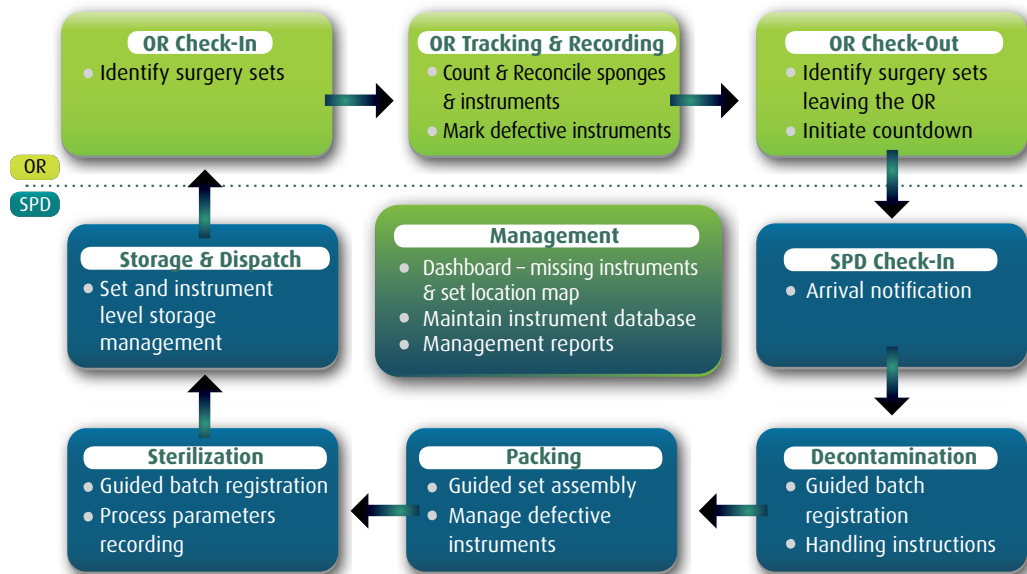 OR Check-In
Identify surgery sets
OR Tracking & Recording
Count & Reconcile sponges
& instruments
Mark defective instruments
OR Check-Out
Identify surgery sets
leaving the OR
Initiate countdown
OR
SPD
Storage & Dispatch
Set and instrument
level storage
management
Management
Dashboard – missing instruments
& set location map
Maintain instrument database
Management reports
SPD Check-In
Arrival notification
Sterilization
Guided batch registration
Process parameters
recording
Packing
Guided set assembly
Manage defective
instruments
Decontamination
Guided batch
registration
Handling instructions